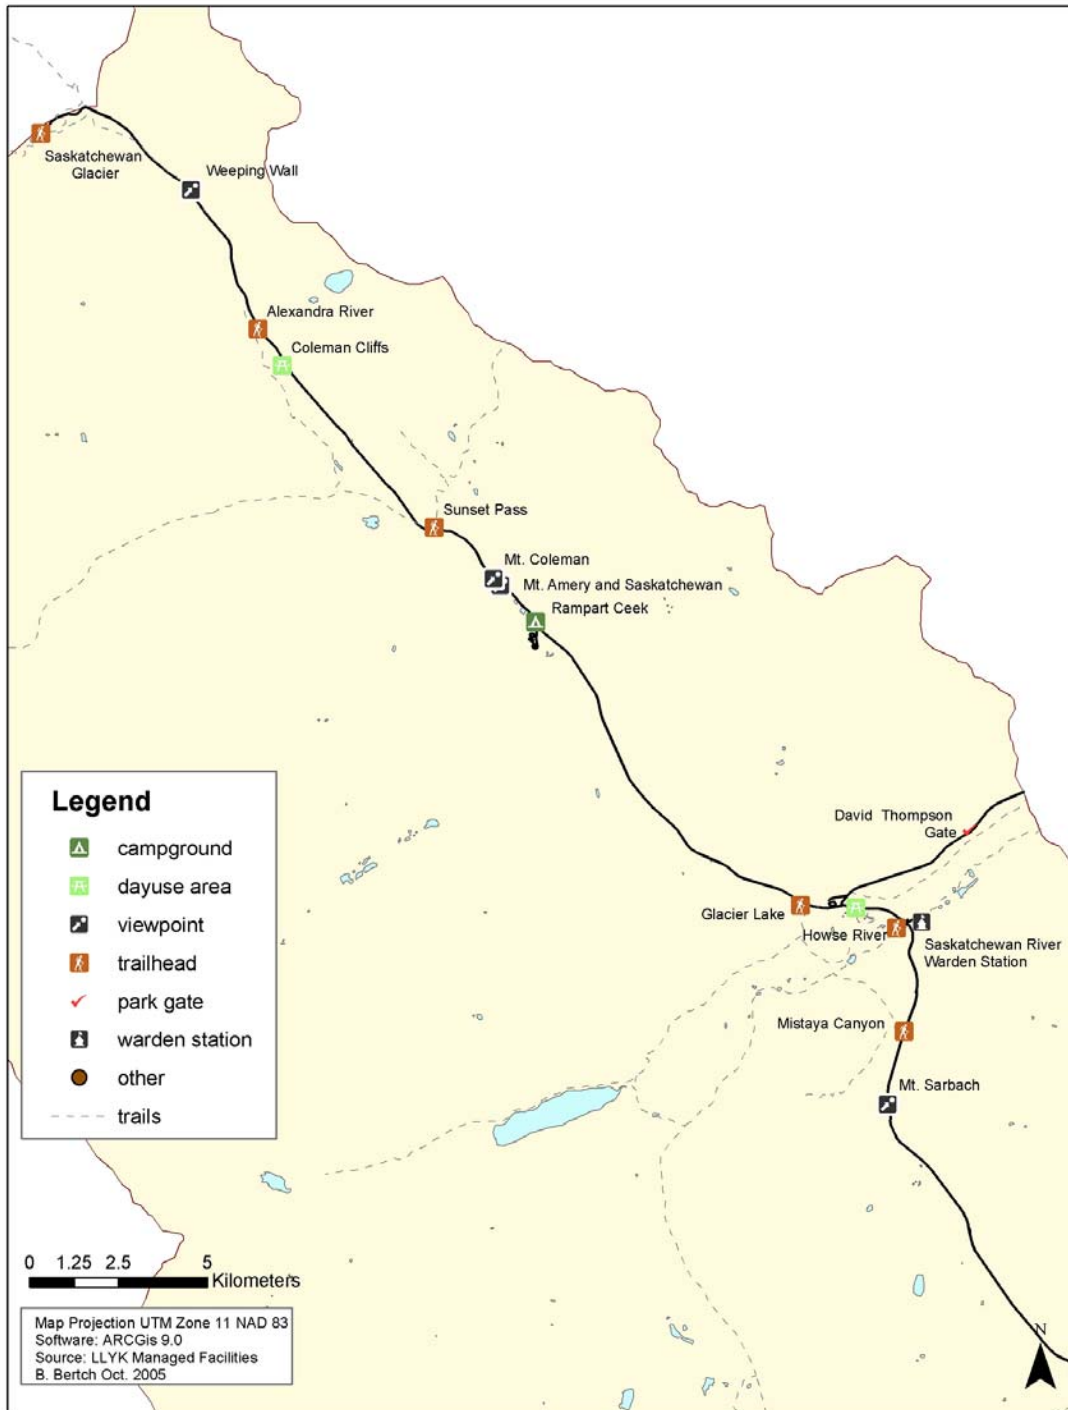 Saskatchewan
Glacier
Weeping Wall
Alexandra River
Coleman Cliffs
Sunset Pass
Mt. Coleman
Mt. Amery and Saskatchewan
Rampart Ceek
David Thompson
Gate
Glacier Lake
Howse River
Saskatchewan River
Warden Station
Mistaya Canyon
Mt. Sarbach
Legend
campground
dayuse area
viewpoint
trailhead
park gate
warden station
other
trails
0 1.25 2.5 5
Kilometers
Map Projection UTM Zone 11 NAD 83
Software: ARCGis 9.0
Source: LLYK Managed Facilities
B. Bertch Oct. 2005
N